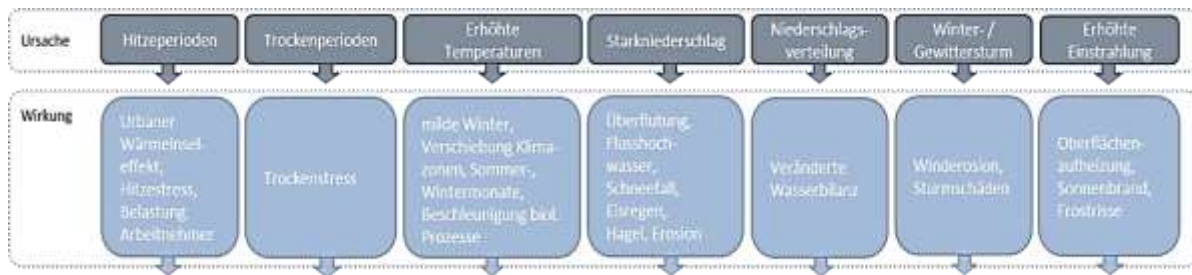 Ursache
Hitzeperioden
Trockenperioden
Erhöhte
Temperaturen
Starkniederschlag
Niederschlags-
verteilung
Winter- /
Gewittersturm
Erhöhte
Einstrahlung
Wirkung
Urbaner
Wärmeinsel-
effekt,
Hitzestress,
Belastung
Arbeitnehmer
Trockenstress
milde Winter,
Verschiebung Klima-
zonen, Sommer-,
Wintermonate,
Beschleunigung biol.
Prozesse
Überflutung,
Flusshoch-
wasser,
Schneefall,
Eisregen,
Hagel, Erosion
Veränderte
Wasserbilanz
Winderosion,
Sturmschäden
Oberflächen-
aufheizung,
Sonnenbrand,
Frostrisse